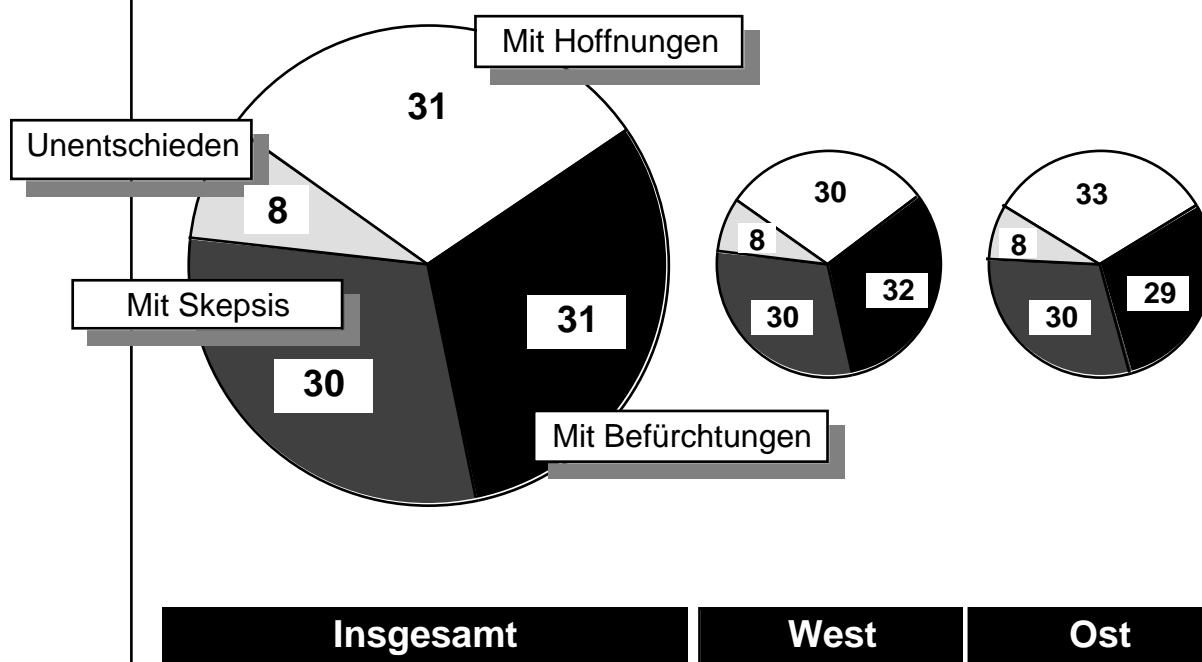 Mit Hoffnungen
31
Unentschieden
8
Mit Skepsis
30
31
Mit Befürchtungen
30
8
32
30
33
8
29
30
Insgesamt
West
Ost